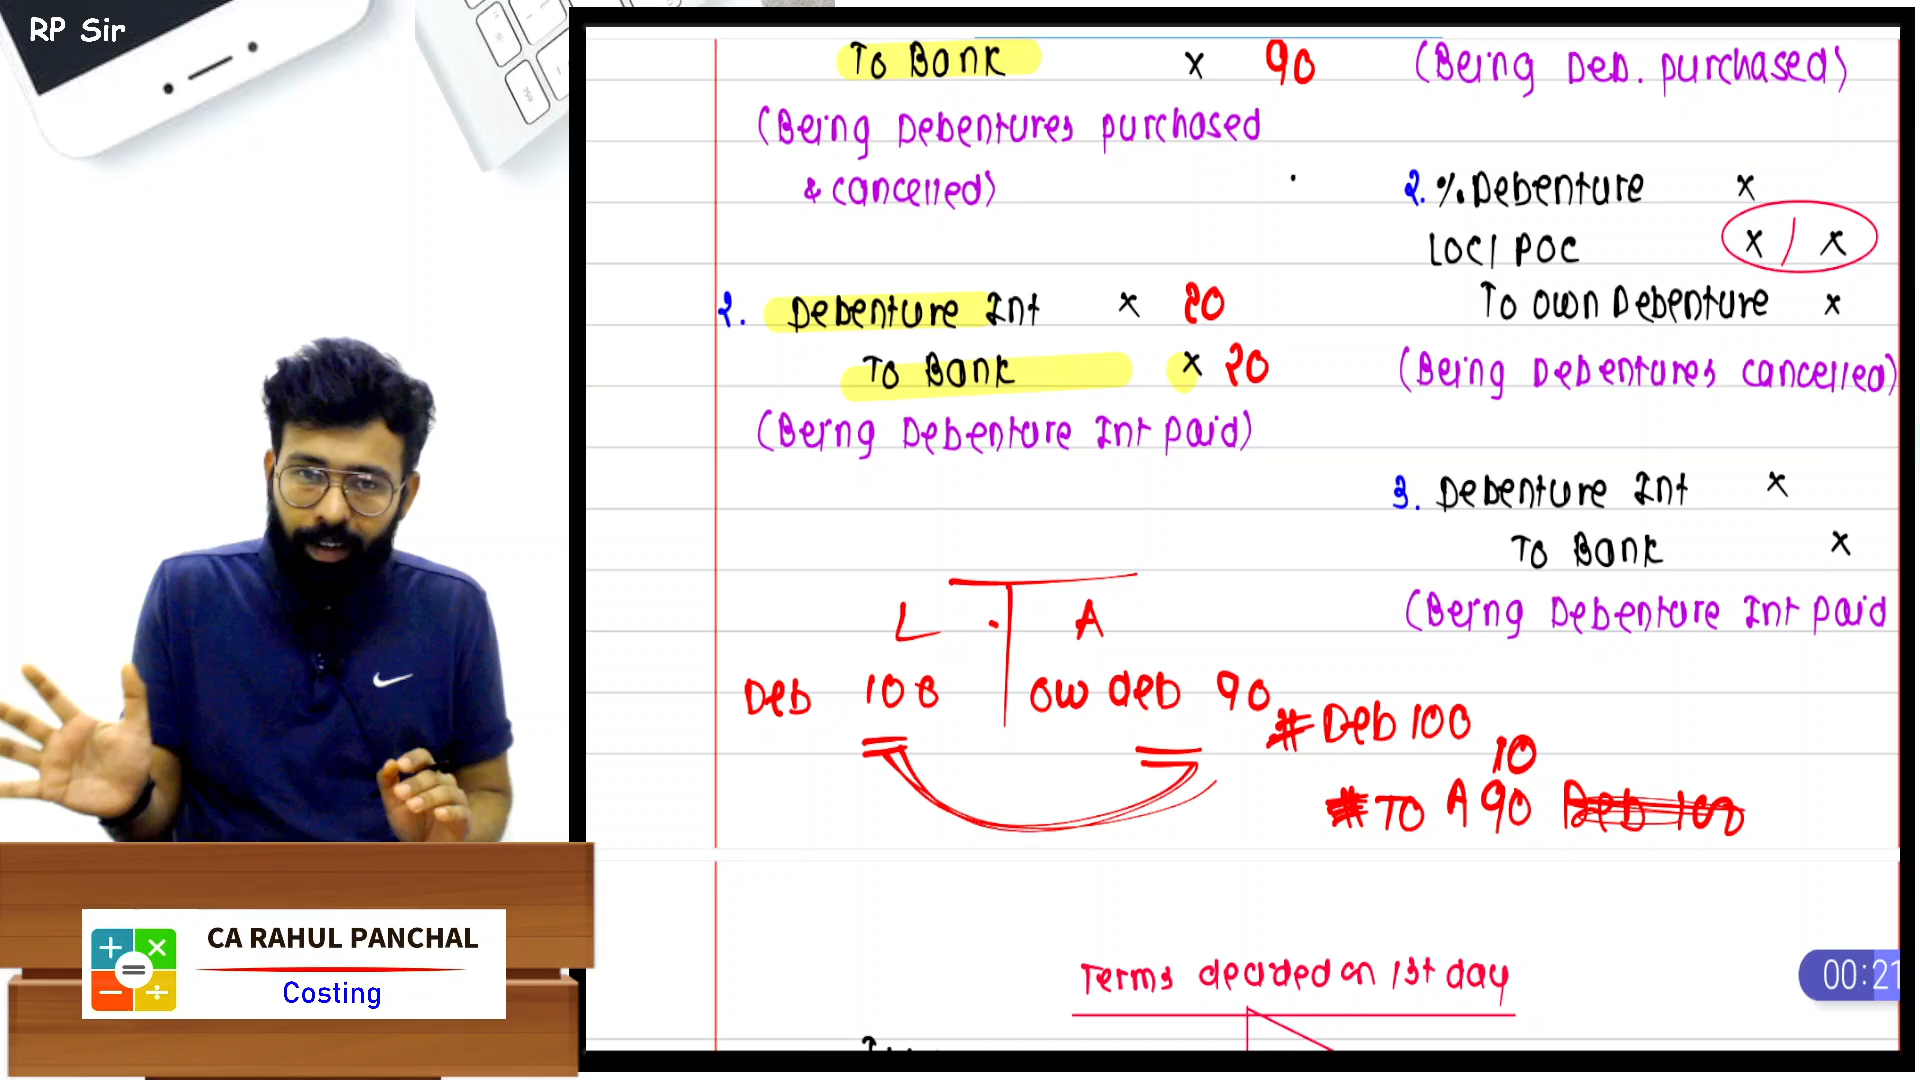 RP Sir
To Bank x 90
(Being Debentures purchased
& cancelled)
2. Debenture Int x 20
To Bank x 20
(Being Debenture Int paid)
(Being Deb. purchased)
2. % Debenture x
LOC/ POC x / x
To own Debenture x
(Being Debentures cancelled)
3. Debenture Int x
To Bank x
(Being Debenture Int paid
L A
Deb 100 ow deb 90
Deb 100
10
To A 90 Deb 100
Terms decided on 1st day
00:21
CA RAHUL PANCHAL
Costing